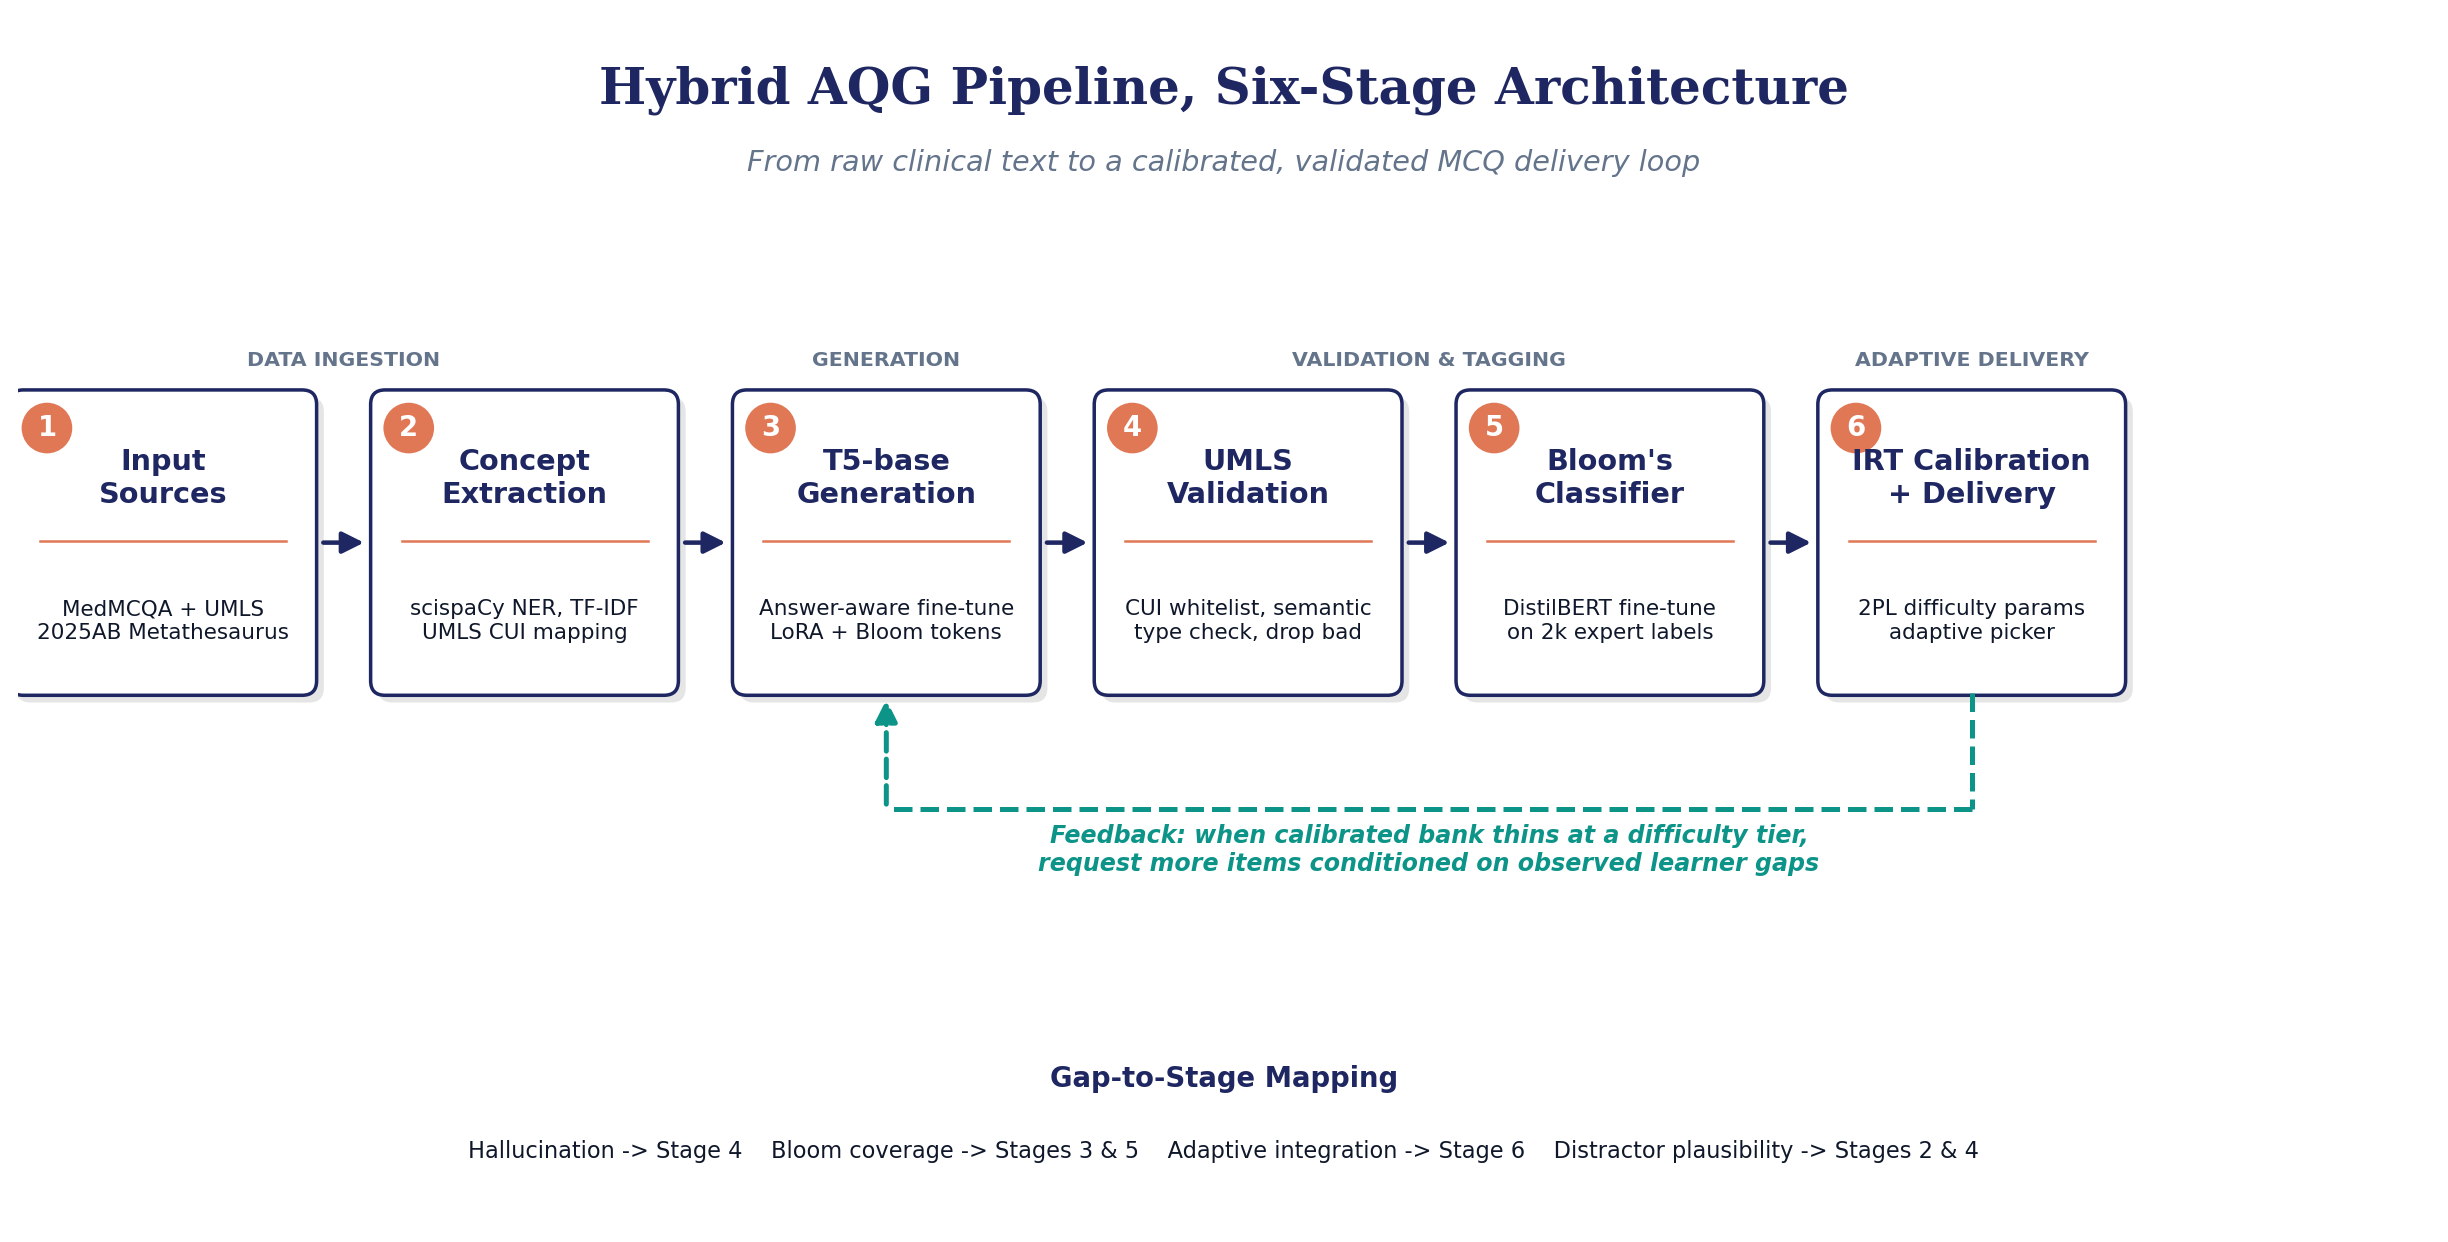 Hybrid AQG Pipeline, Six-Stage Architecture
From raw clinical text to a calibrated, validated MCQ delivery loop
DATA INGESTION
GENERATION
VALIDATION & TAGGING
ADAPTIVE DELIVERY
1
Input
Sources
MedMCQA + UMLS
2025AB Metathesaurus
2
Concept
Extraction
scispaCy NER, TF-IDF
UMLS CUI mapping
3
T5-base
Generation
Answer-aware fine-tune
LoRA + Bloom tokens
4
UMLS
Validation
CUI whitelist, semantic
type check, drop bad
5
Bloom's
Classifier
DistilBERT fine-tune
on 2k expert labels
6
IRT Calibration
+ Delivery
2PL difficulty params
adaptive picker
Feedback: when calibrated bank thins at a difficulty tier,
request more items conditioned on observed learner gaps
Gap-to-Stage Mapping
Hallucination -> Stage 4    Bloom coverage -> Stages 3 & 5    Adaptive integration -> Stage 6    Distractor plausibility -> Stages 2 & 4